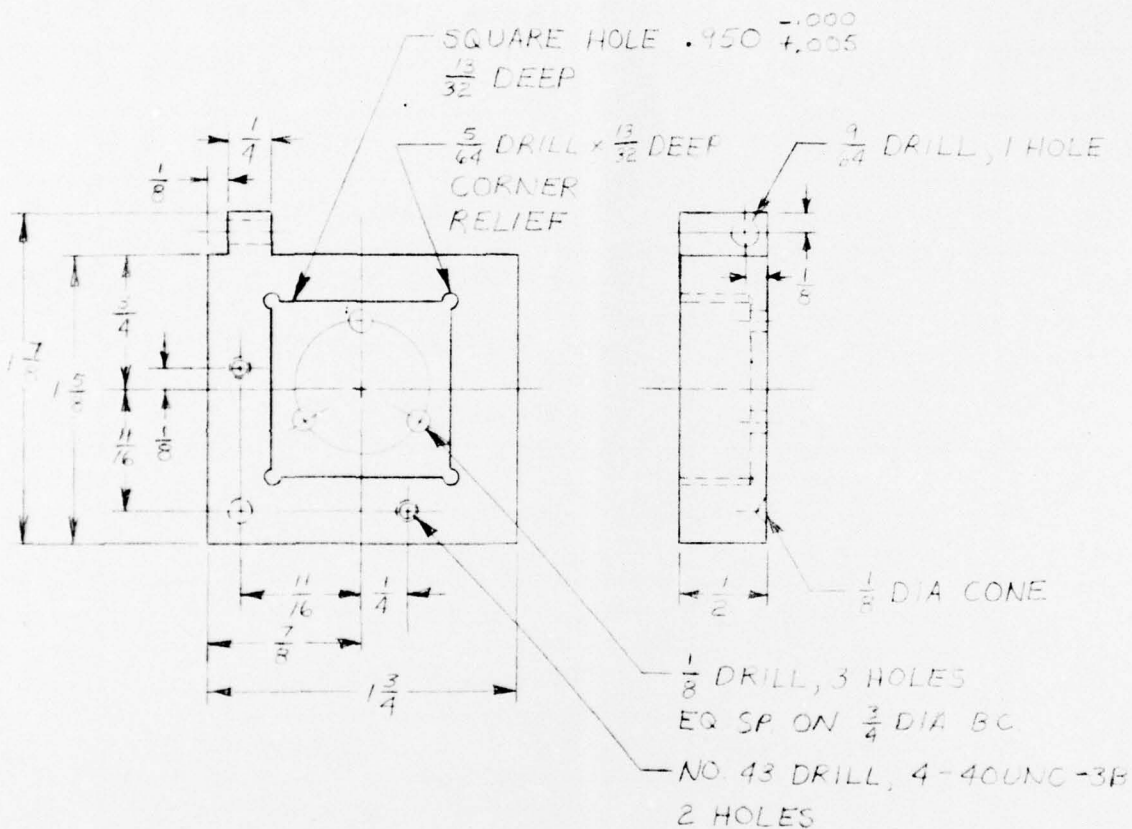 SQUARE HOLE .950 -.000 +.005
13/32 DEEP
5/64 DRILL x 13/32 DEEP
CORNER
RELIEF
9/64 DRILL, 1 HOLE
1/4
1/8
3/4
1 7/8
1 5/8
11/16
1/8
1/8
11/16
1/4
7/8
1 3/4
1/2
1/8 DIA CONE
1/8 DRILL, 3 HOLES
EQ SP. ON 3/4 DIA BC
NO. 43 DRILL, 4-40UNC-3B
2 HOLES